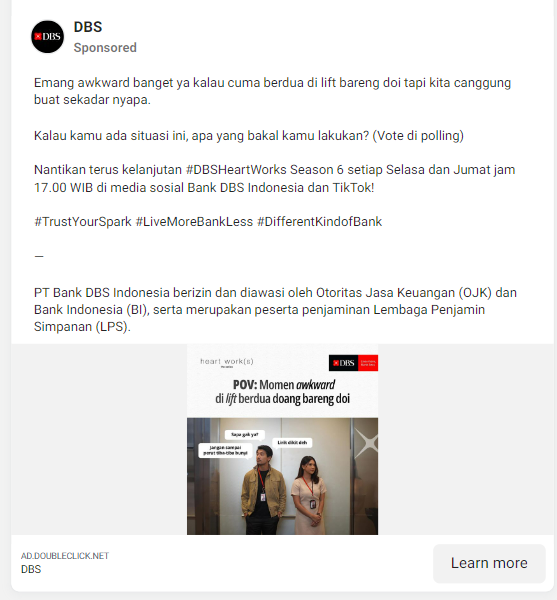 DBS
Sponsored
Emang awkward banget ya kalau cuma berdua di lift bareng doi tapi kita canggung
buat sekadar nyapa.
Kalau kamu ada situasi ini, apa yang bakal kamu lakukan? (Vote di polling)
Nantikan terus kelanjutan #DBSHeartWorks Season 6 setiap Selasa dan Jumat jam
17.00 WIB di media sosial Bank DBS Indonesia dan TikTok!
#TrustYourSpark #LiveMoreBankLess #DifferentKindofBank
—
PT Bank DBS Indonesia berizin dan diawasi oleh Otoritas Jasa Keuangan (OJK) dan
Bank Indonesia (BI), serta merupakan peserta penjaminan Lembaga Penjamin
Simpanan (LPS).
heart work(s)
DBS
POV: Momen awkward
di lift berdua doang bareng doi
Sapa gak ya?
Lirik dikit deh
Jangan sampai
perut tiba-tiba bunyi
AD.DOUBLECLICK.NET
DBS
Learn more